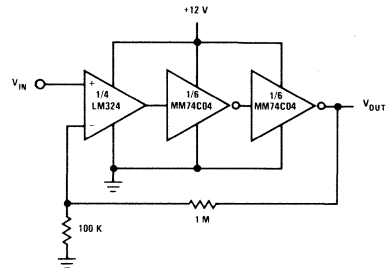 +12 V
V_IN
+
−
1/4
LM324
1/6
MM74C04
1/6
MM74C04
V_OUT
1 M
100 K